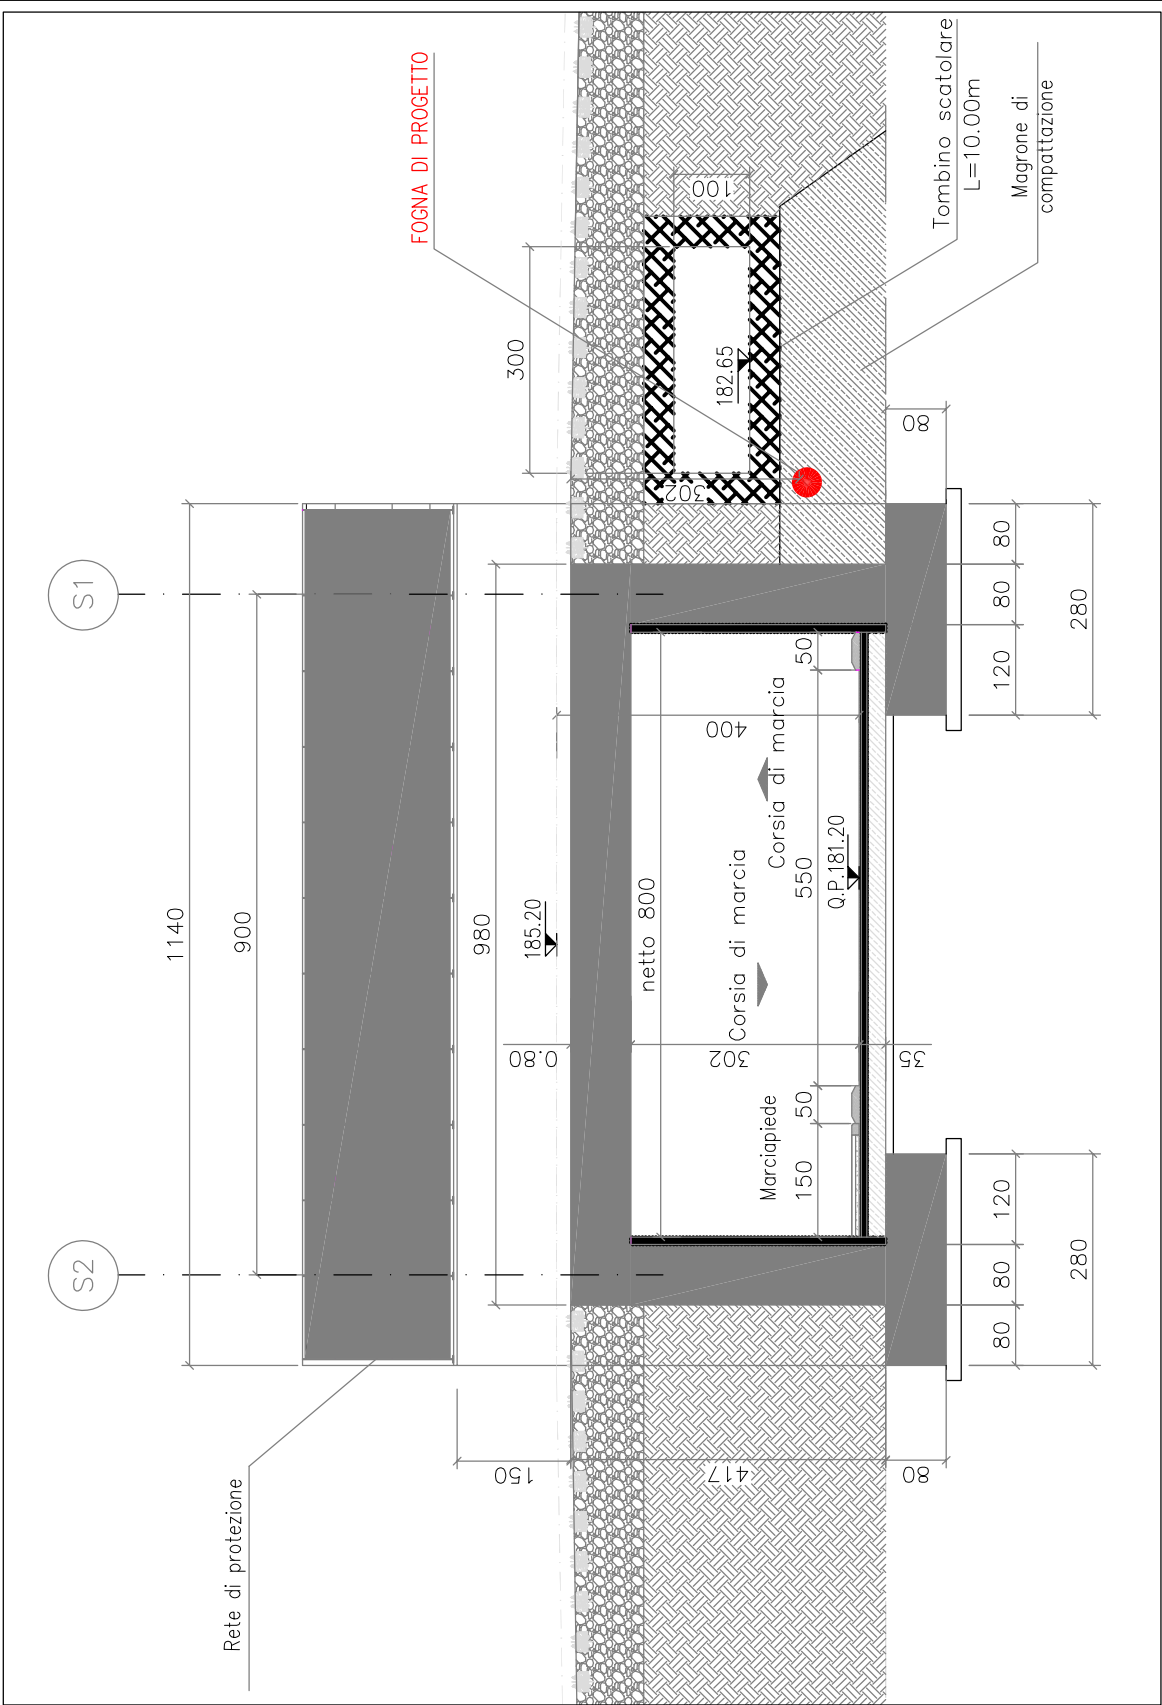 S2
S1
1140
900
Rete di protezione
FOGNA DI PROGETTO
150
980
185.20
0.80
300
netto 800
417
302
302
100
400
182.65
Corsia di marcia
Corsia di marcia
Marciapiede
150
50
550
50
Q.P.181.20
Tombino scatolare
L=10.00m
Magrone di
compattazione
80
35
80
80
80
120
120
80
80
280
280